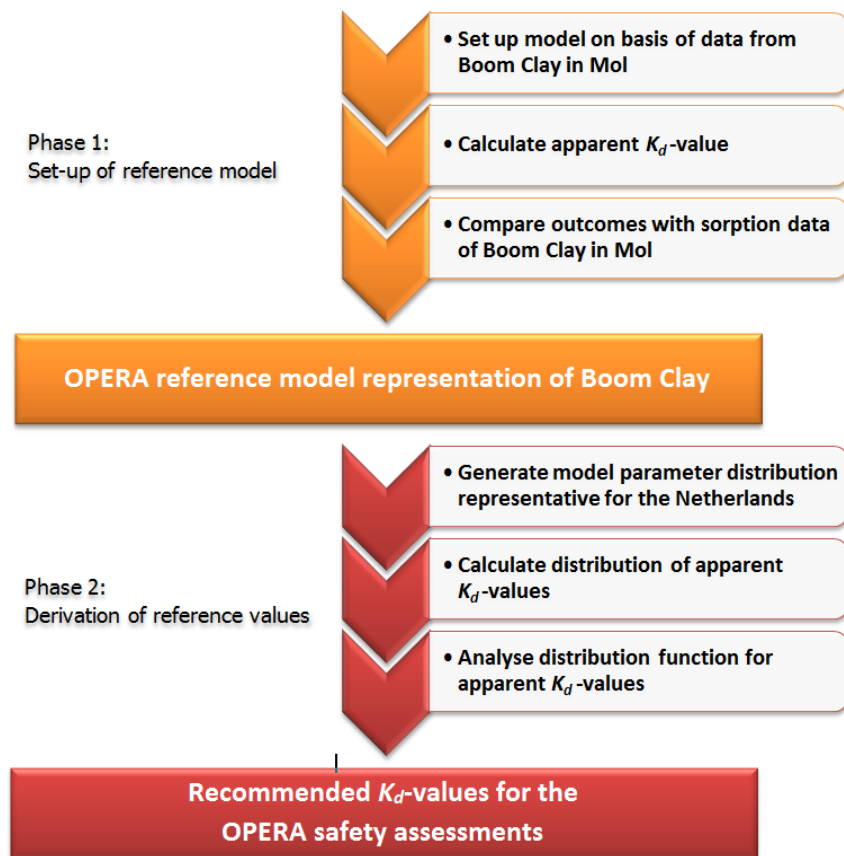 • Set up model on basis of data from
Boom Clay in Mol
Phase 1:
Set-up of reference model
• Calculate apparent Kd-value
• Compare outcomes with sorption data
of Boom Clay in Mol
OPERA reference model representation of Boom Clay
• Generate model parameter distribution
representative for the Netherlands
Phase 2:
Derivation of reference values
• Calculate distribution of apparent
Kd-values
• Analyse distribution function for
apparent Kd-values
Recommended Kd-values for the
OPERA safety assessments